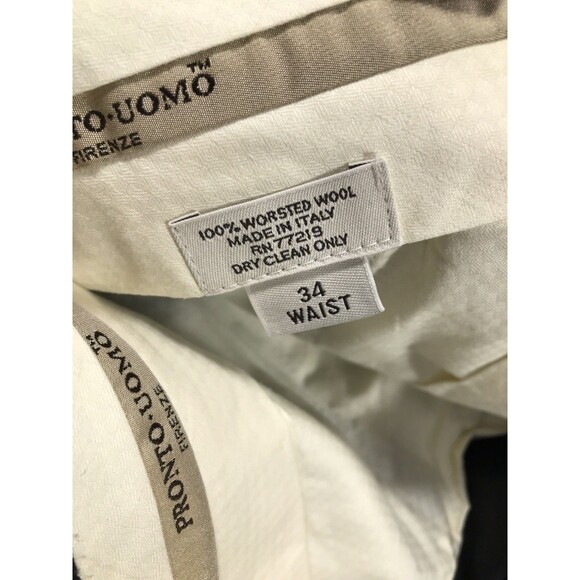 TO·UOMO™
FIRENZE
100% WORSTED WOOL
MADE IN ITALY
RN 77219
DRY CLEAN ONLY
34
WAIST
PRONTO·UOMO™
FIRENZE